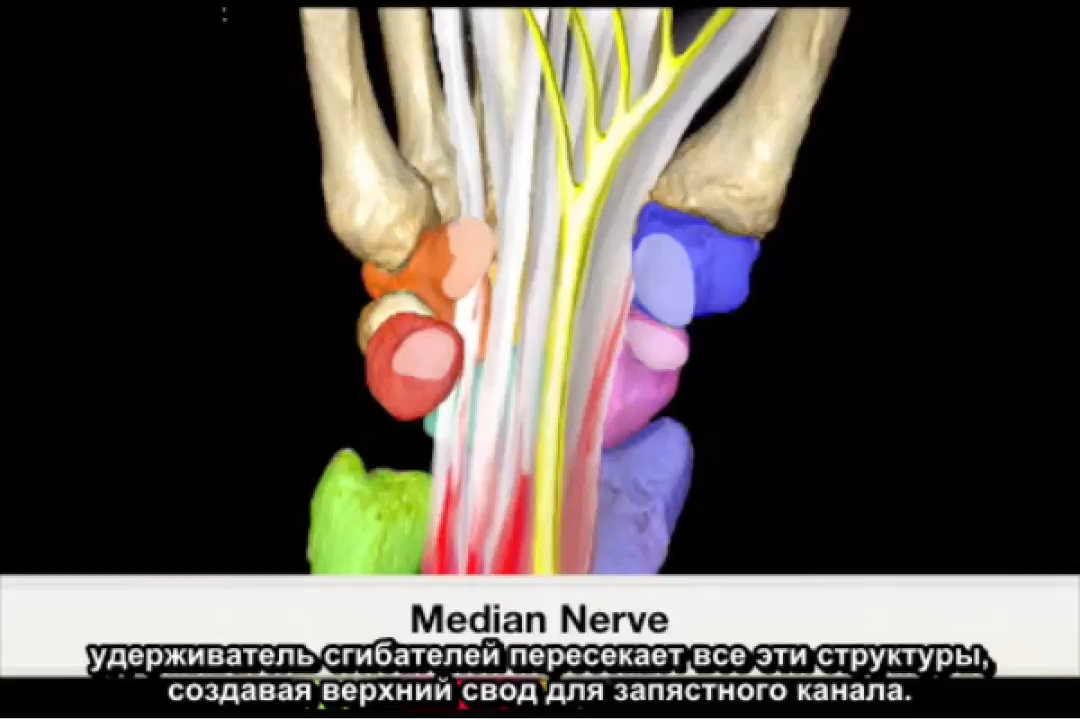 Median Nerve
удерживатель сгибателей пересекает все эти структуры,
создавая верхний свод для запястного канала.